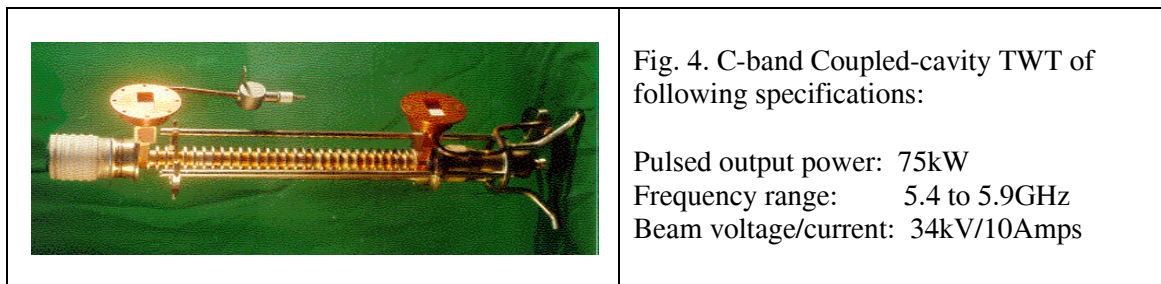 Fig. 4. C-band Coupled-cavity TWT of
following specifications:
Pulsed output power: 75kW
Frequency range: 5.4 to 5.9GHz
Beam voltage/current: 34kV/10Amps